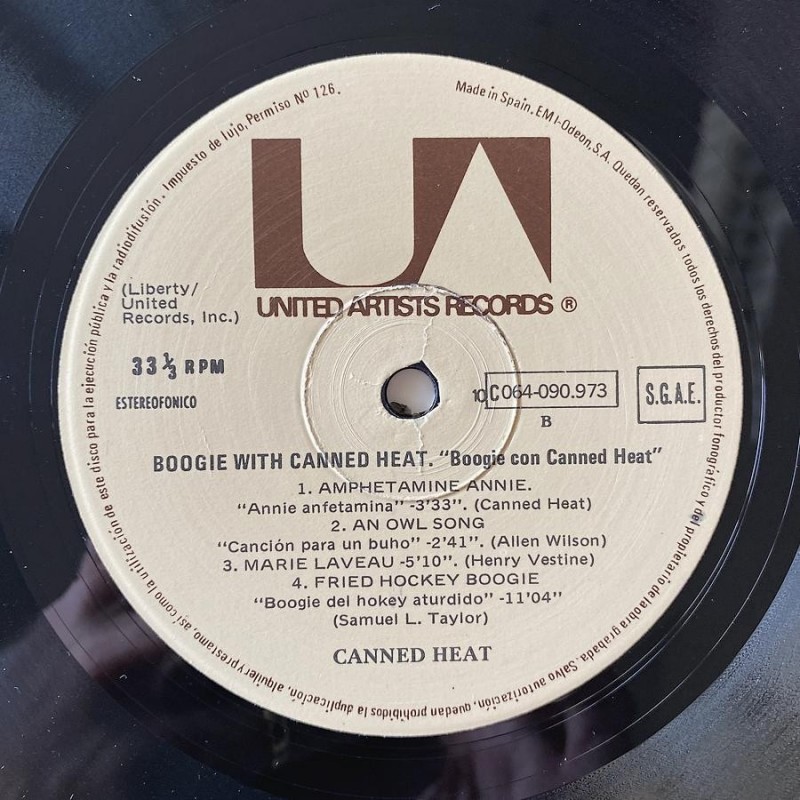 Impuesto de lujo, Permiso Nº 126.
Made in Spain, EMI-Odeon, S.A. Quedan reservados todos los derechos del productor fonográfico y del propietario de la obra grabada. Salvo autorización, quedan prohibidos la duplicación, alquiler y prestamo, así como la utilización de este disco para la ejecución pública y la radiodifusión.
UA
UNITED ARTISTS RECORDS ®
(Liberty/
United
Records, Inc.)
33 1/3 RPM
ESTEREOFONICO
10C064-090.973
B
S.G.A.E.
BOOGIE WITH CANNED HEAT. "Boogie con Canned Heat"
1. AMPHETAMINE ANNIE.
"Annie anfetamina" -3'33". (Canned Heat)
2. AN OWL SONG
"Canción para un buho" -2'41". (Allen Wilson)
3. MARIE LAVEAU -5'10". (Henry Vestine)
4. FRIED HOCKEY BOOGIE
"Boogie del hokey aturdido" -11'04"
(Samuel L. Taylor)
CANNED HEAT